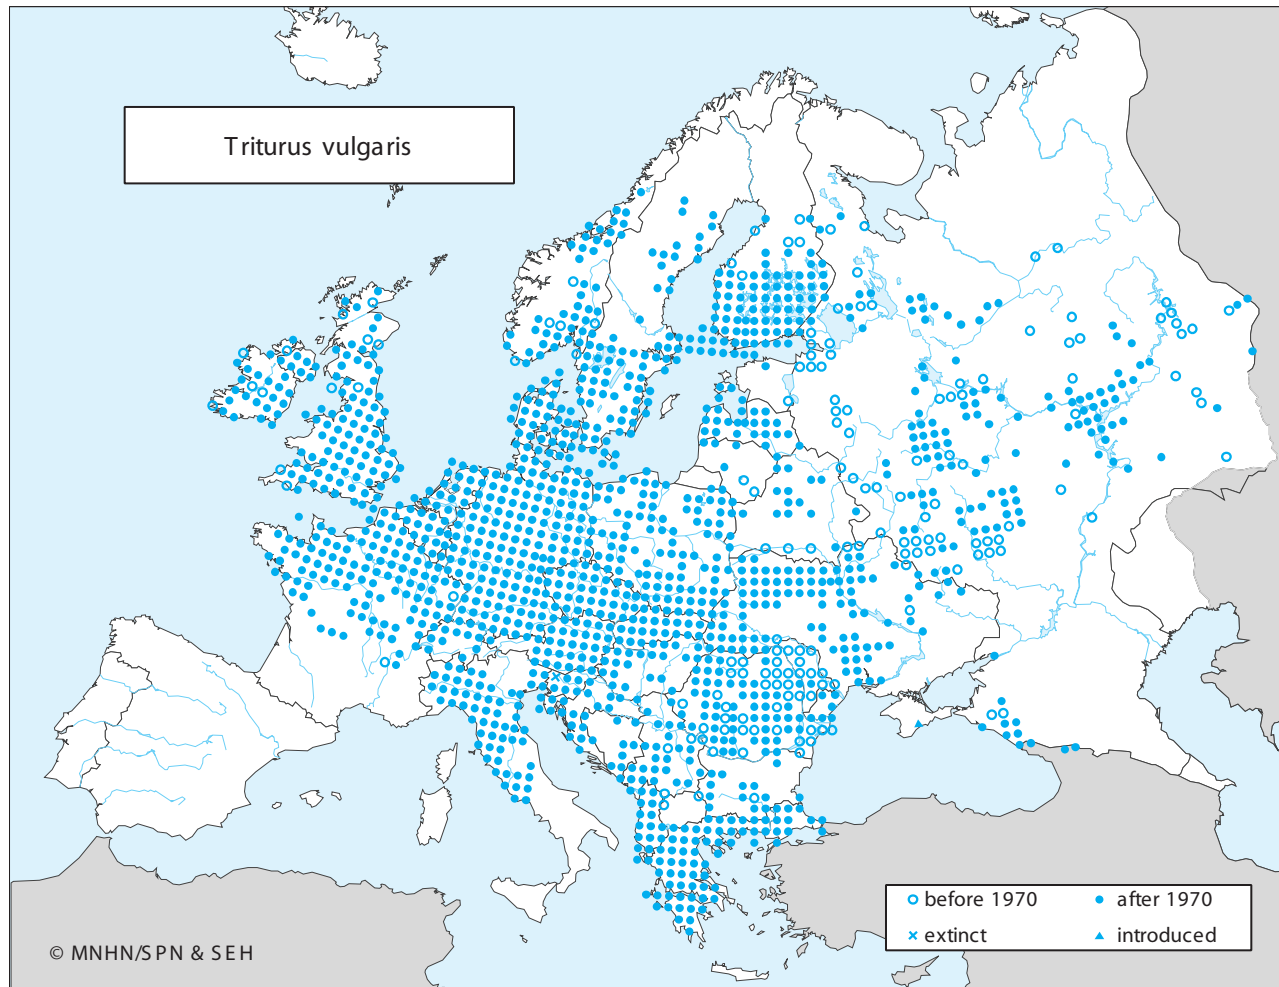 Triturus vulgaris
before 1970
after 1970
extinct
introduced
© MNHN/SPN & SEH